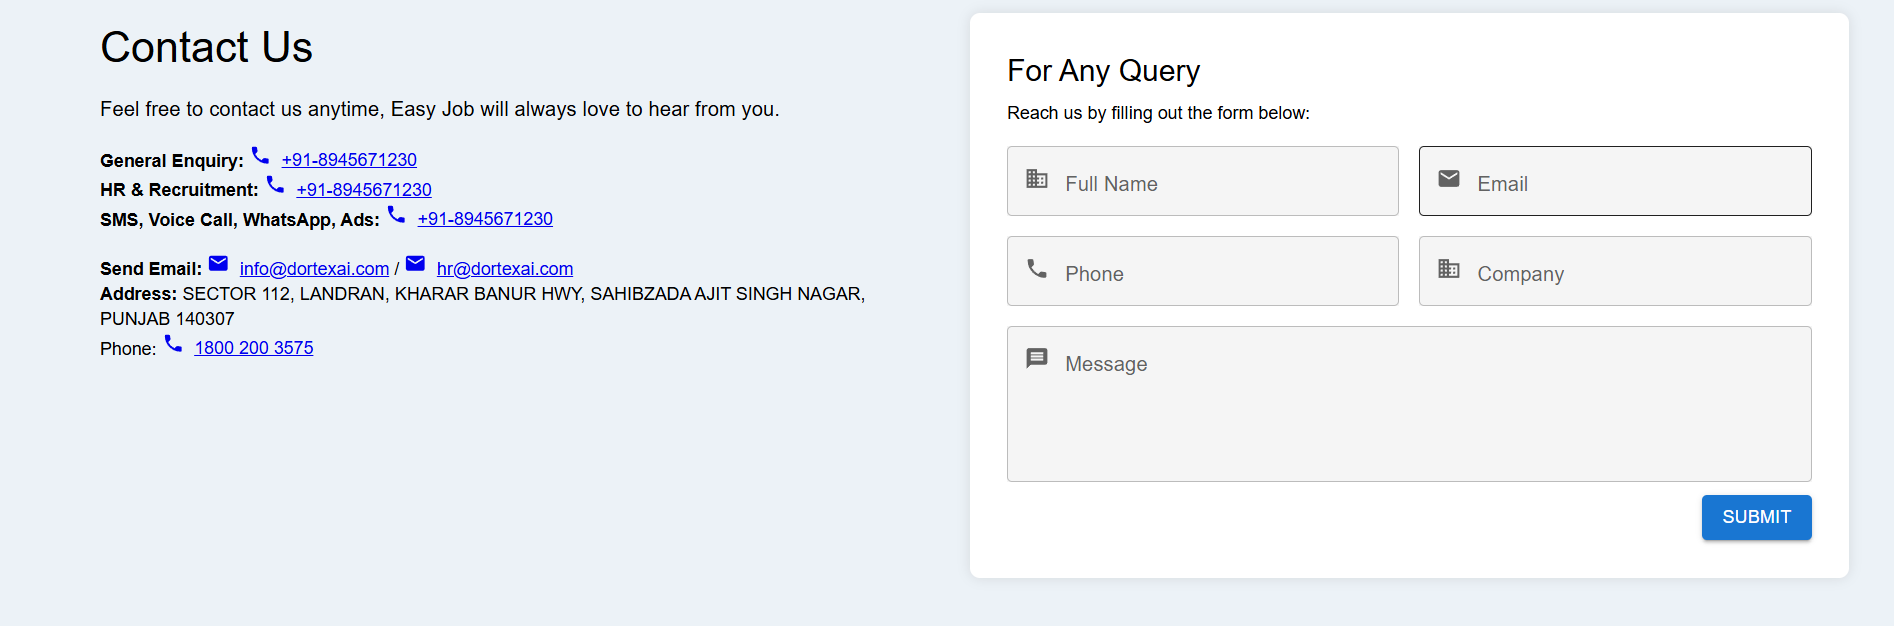 Contact Us
Feel free to contact us anytime, Easy Job will always love to hear from you.
General Enquiry: +91-8945671230
HR & Recruitment: +91-8945671230
SMS, Voice Call, WhatsApp, Ads: +91-8945671230
Send Email: info@dortexai.com / hr@dortexai.com
Address: SECTOR 112, LANDRAN, KHARAR BANUR HWY, SAHIBZADA AJIT SINGH NAGAR,
PUNJAB 140307
Phone: 1800 200 3575
For Any Query
Reach us by filling out the form below:
Full Name
Email
Phone
Company
Message
SUBMIT